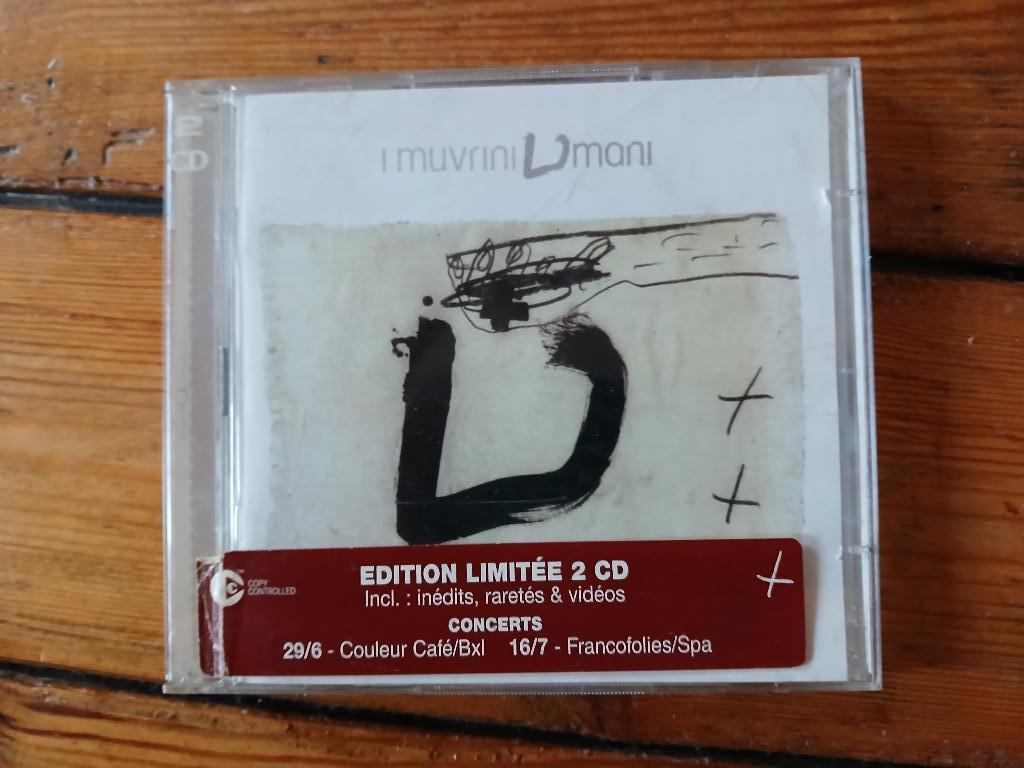 2
CD
I muvrini Umani
COPY
CONTROLLED
EDITION LIMITÉE 2 CD
Incl. : inédits, raretés & vidéos
CONCERTS
29/6 - Couleur Café/Bxl 16/7 - Francofolies/Spa